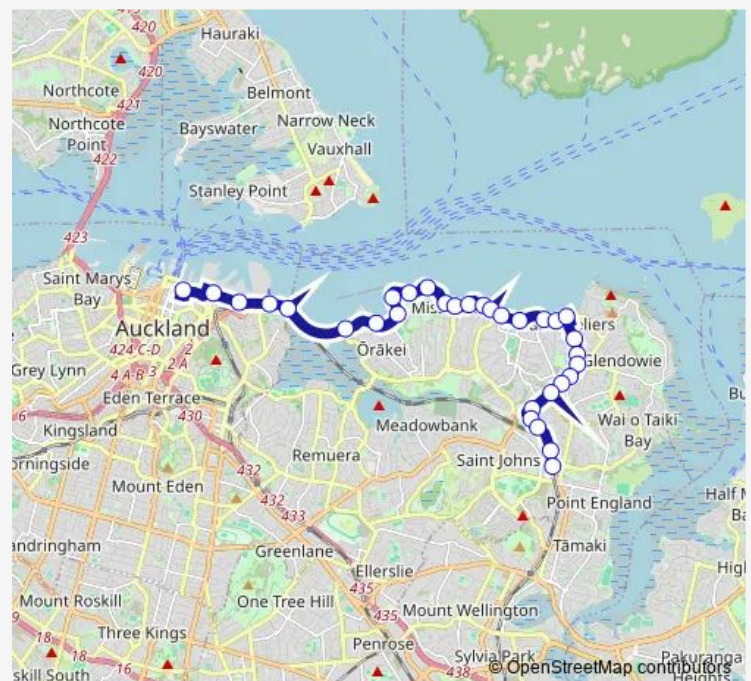 420
Hauraki
420
Northcote
Belmont
421
Northcote
Point
Bayswater
Narrow Neck
Vauxhall
422
Stanley Point
423
Saint Marys
Bay
Auckland
Ōrākei
Glendowie
424 C-D
2
2 A
Grey Lynn
4 A-B
3
Eden Terrace
430
6
Kingsland
Meadowbank
Wai o Taiki
Bay
Remuera
Saint Johns
432
Mount Eden
432
433
Point England
Greenlane
Tāmaki
Ellerslie
435
Mount Roskill
One Tree Hill
435
Mount Wellington
18
Three Kings
18
16
Penrose
438
Sylvia Park
Pakuranga
Heights
© OpenStreetMap contributors